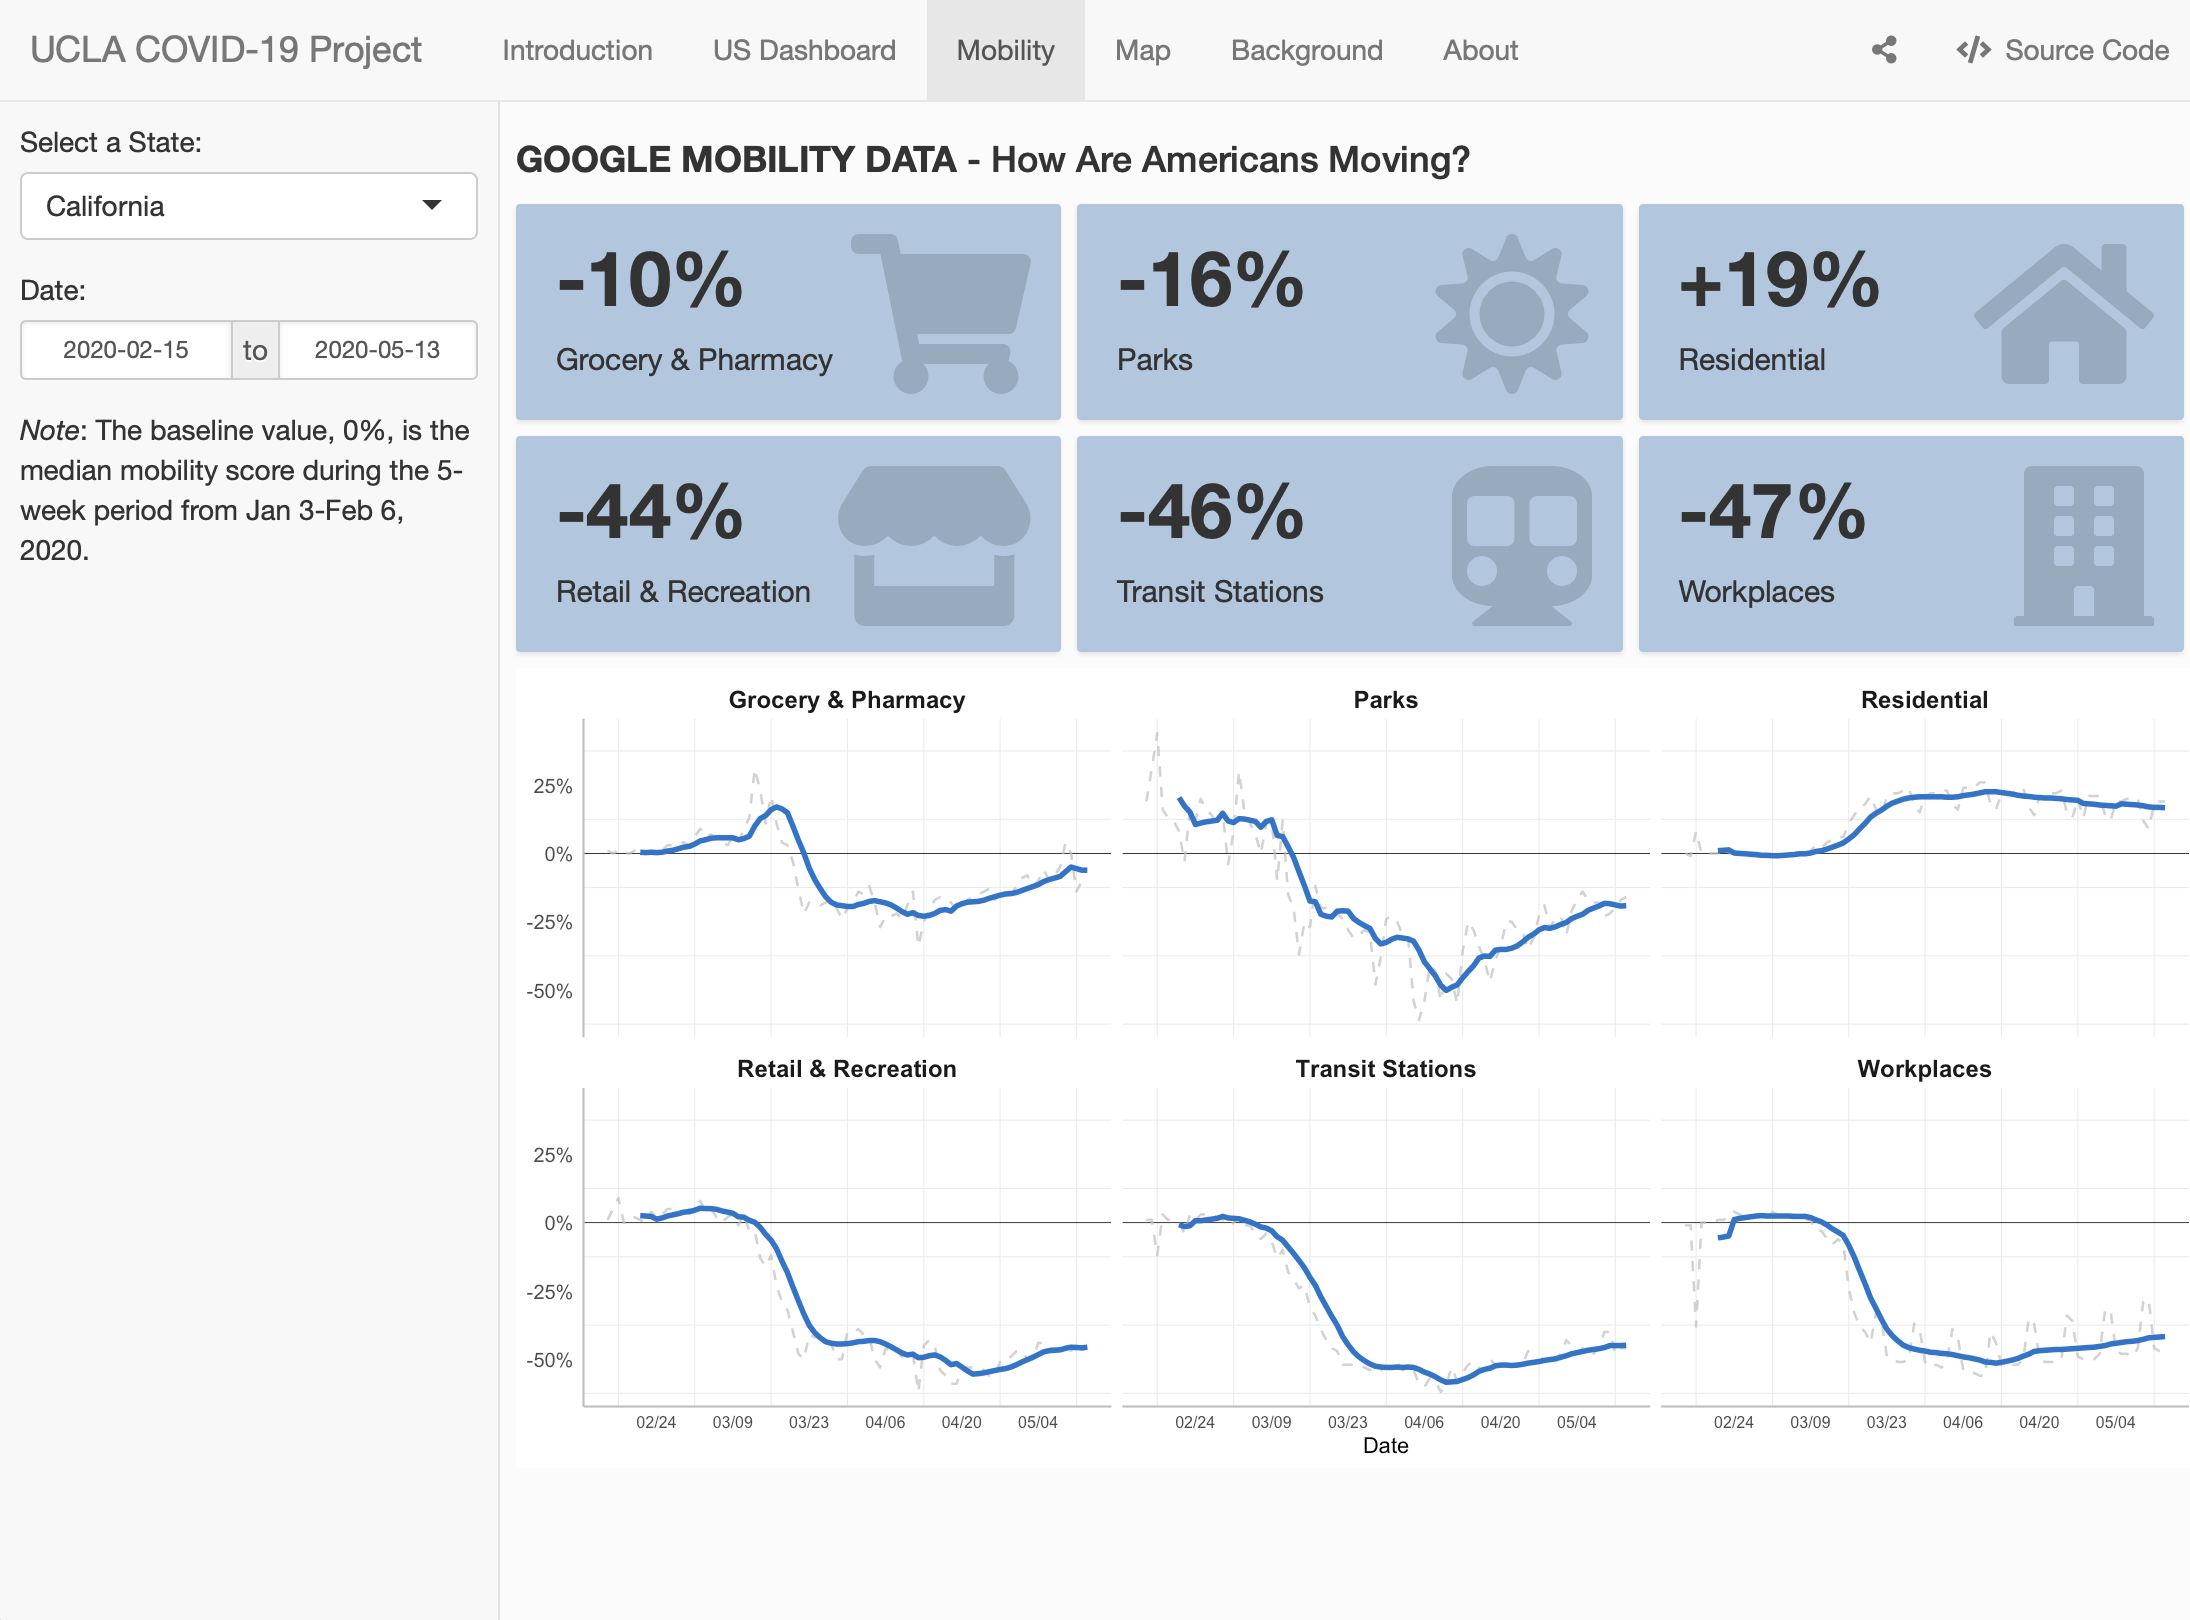 UCLA COVID-19 Project Introduction US Dashboard Mobility Map Background About Source Code
Select a State:
California
Date:
2020-02-15 to 2020-05-13
Note: The baseline value, 0%, is the
median mobility score during the 5-
week period from Jan 3-Feb 6,
2020.
GOOGLE MOBILITY DATA - How Are Americans Moving?
-10%
Grocery & Pharmacy
-16%
Parks
+19%
Residential
-44%
Retail & Recreation
-46%
Transit Stations
-47%
Workplaces
Grocery & Pharmacy
Parks
Residential
25%
0%
-25%
-50%
Retail & Recreation
Transit Stations
Workplaces
25%
0%
-25%
-50%
02/24 03/09 03/23 04/06 04/20 05/04
02/24 03/09 03/23 04/06 04/20 05/04
02/24 03/09 03/23 04/06 04/20 05/04
Date